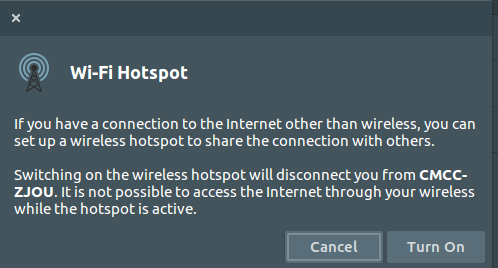 Wi-Fi Hotspot
If you have a connection to the Internet other than wireless, you can
set up a wireless hotspot to share the connection with others.
Switching on the wireless hotspot will disconnect you from CMCC-
ZJOU. It is not possible to access the Internet through your wireless
while the hotspot is active.
Cancel
Turn On